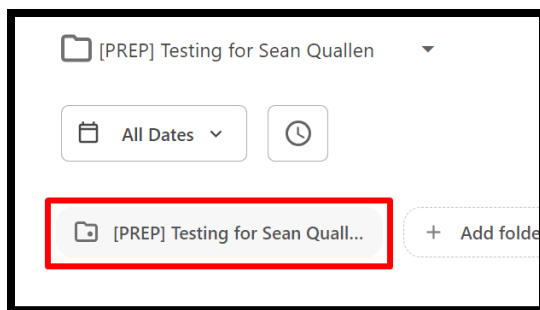 [PREP] Testing for Sean Quallen
All Dates
[PREP] Testing for Sean Quall...
+ Add folde